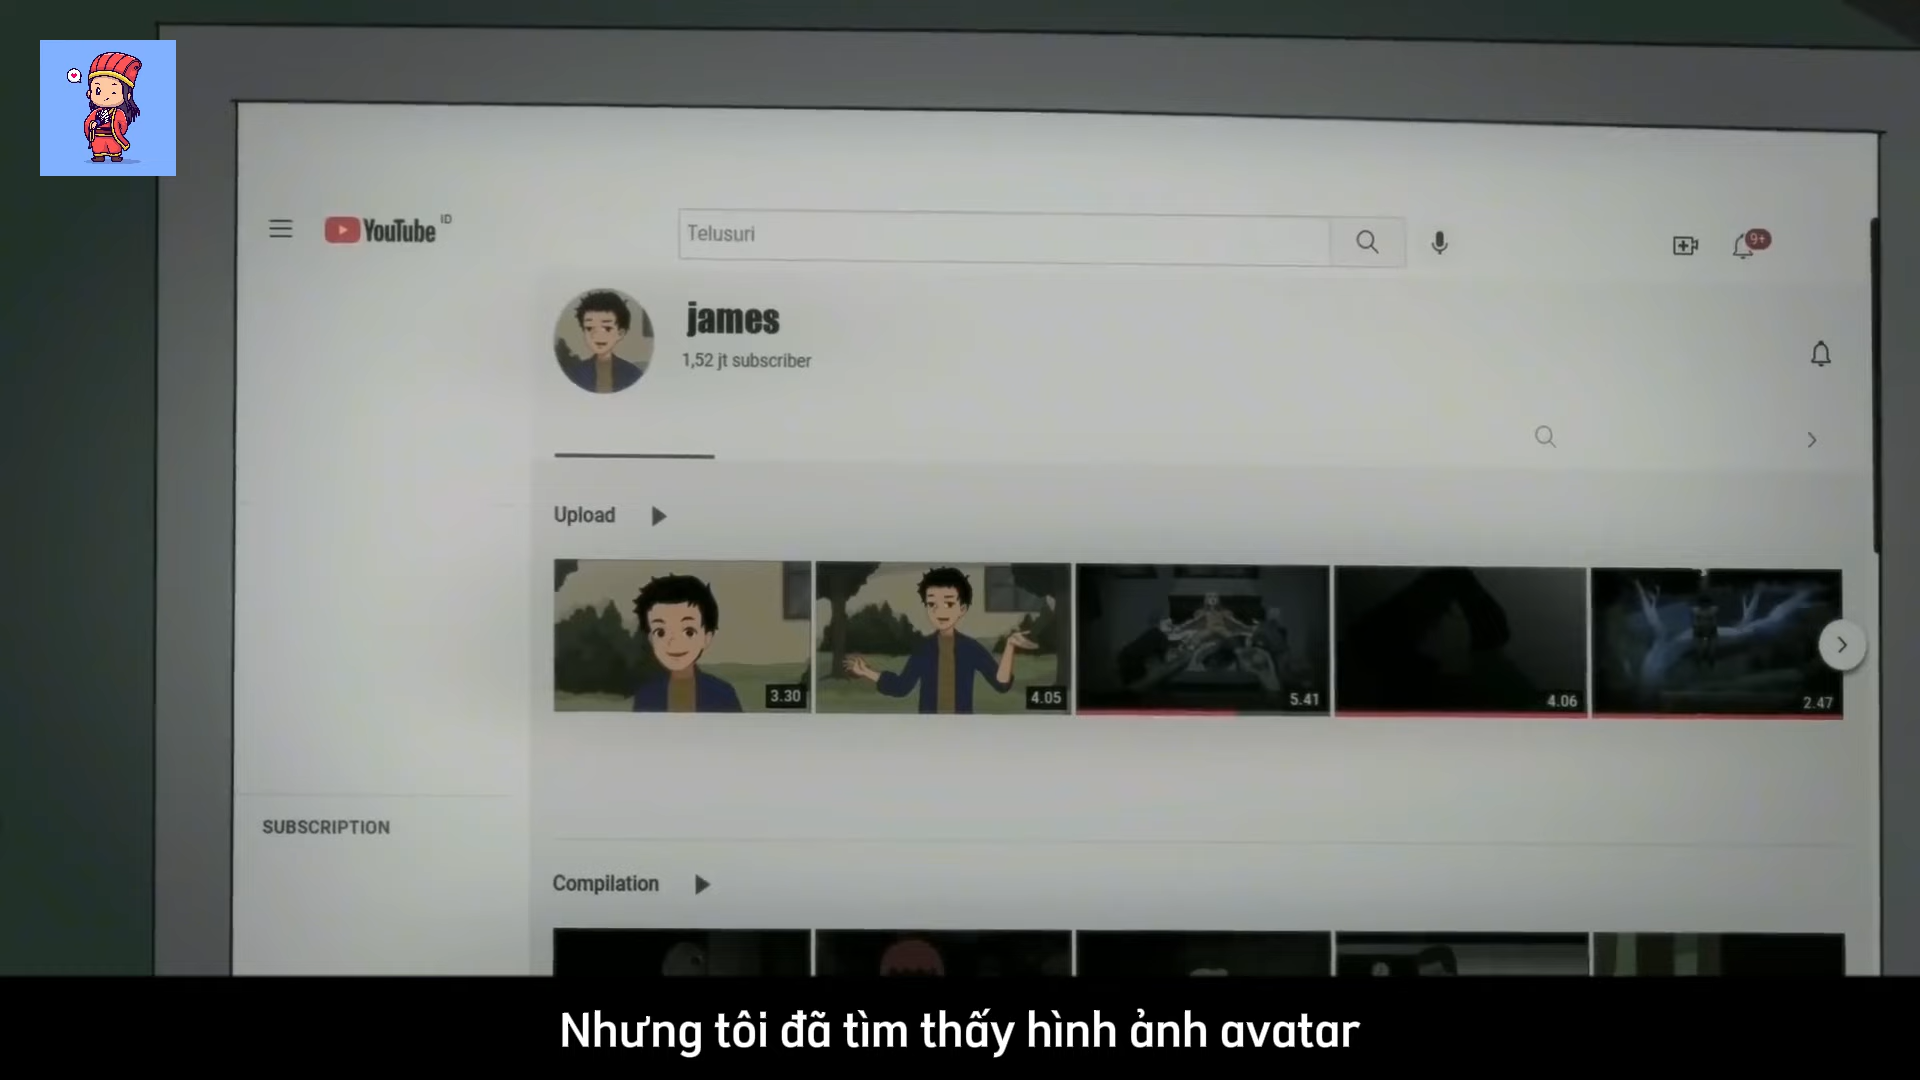 YouTube ID
Telusuri
9+
james
1,52 jt subscriber
Upload
3.30
4.05
5.41
4.06
2.47
SUBSCRIPTION
Compilation
Nhưng tôi đã tìm thấy hình ảnh avatar